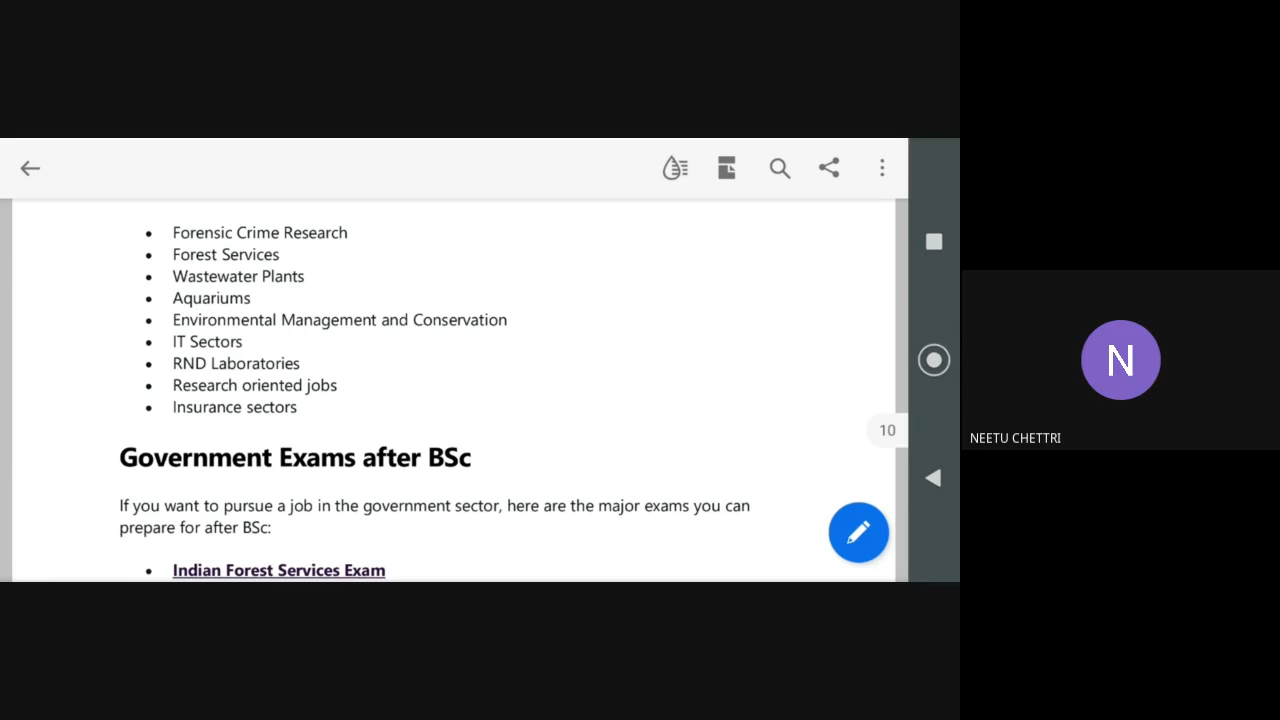 Forensic Crime Research
Forest Services
Wastewater Plants
Aquariums
Environmental Management and Conservation
IT Sectors
RND Laboratories
Research oriented jobs
Insurance sectors
10
Government Exams after BSc
If you want to pursue a job in the government sector, here are the major exams you can
prepare for after BSc:
Indian Forest Services Exam
N
NEETU CHETTRI